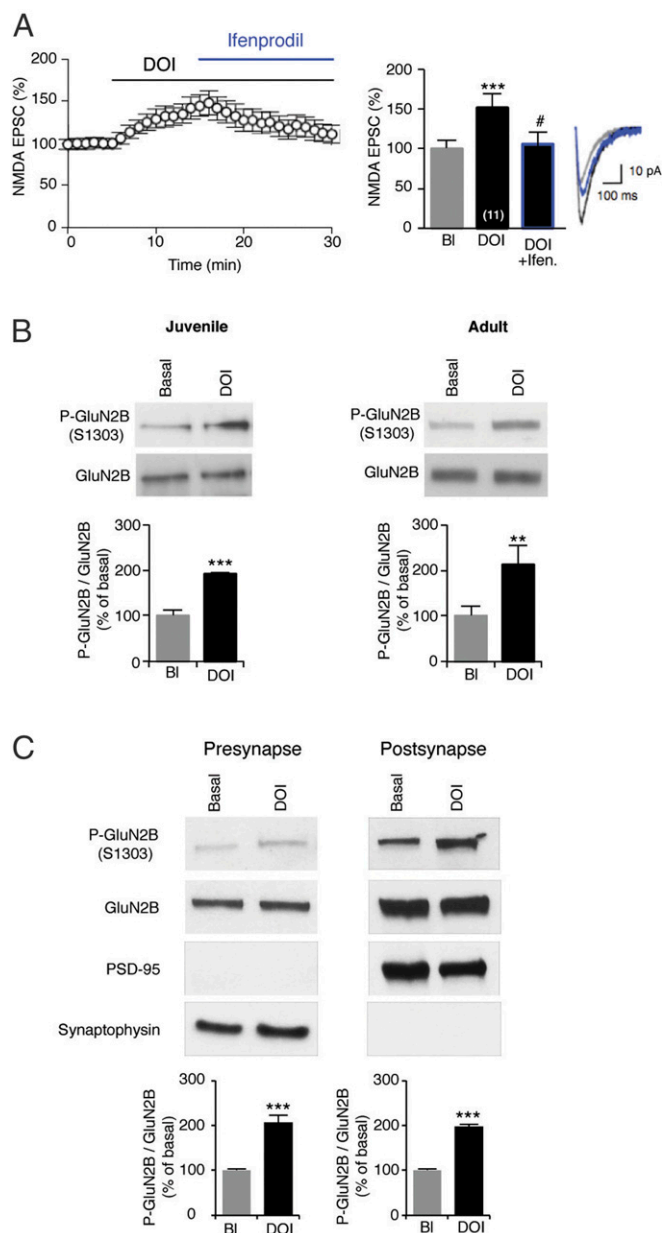 A
Ifenprodil
DOI
NMDA EPSC (%)
200
150
100
50
0
0 10 20 30
Time (min)
NMDA EPSC (%)
200
150
100
50
0
***
#
(11)
Bl DOI DOI
+Ifen.
10 pA
100 ms
B
Juvenile
Basal DOI
P-GluN2B
(S1303)
GluN2B
P-GluN2B / GluN2B
(% of basal)
300
200
100
0
***
Bl DOI
Adult
Basal DOI
P-GluN2B
(S1303)
GluN2B
P-GluN2B / GluN2B
(% of basal)
300
200
100
0
**
Bl DOI
C
Presynapse Postsynapse
Basal DOI Basal DOI
P-GluN2B
(S1303)
GluN2B
PSD-95
Synaptophysin
P-GluN2B / GluN2B
(% of basal)
300
200
100
0
***
Bl DOI
P-GluN2B / GluN2B
(% of basal)
300
200
100
0
***
Bl DOI